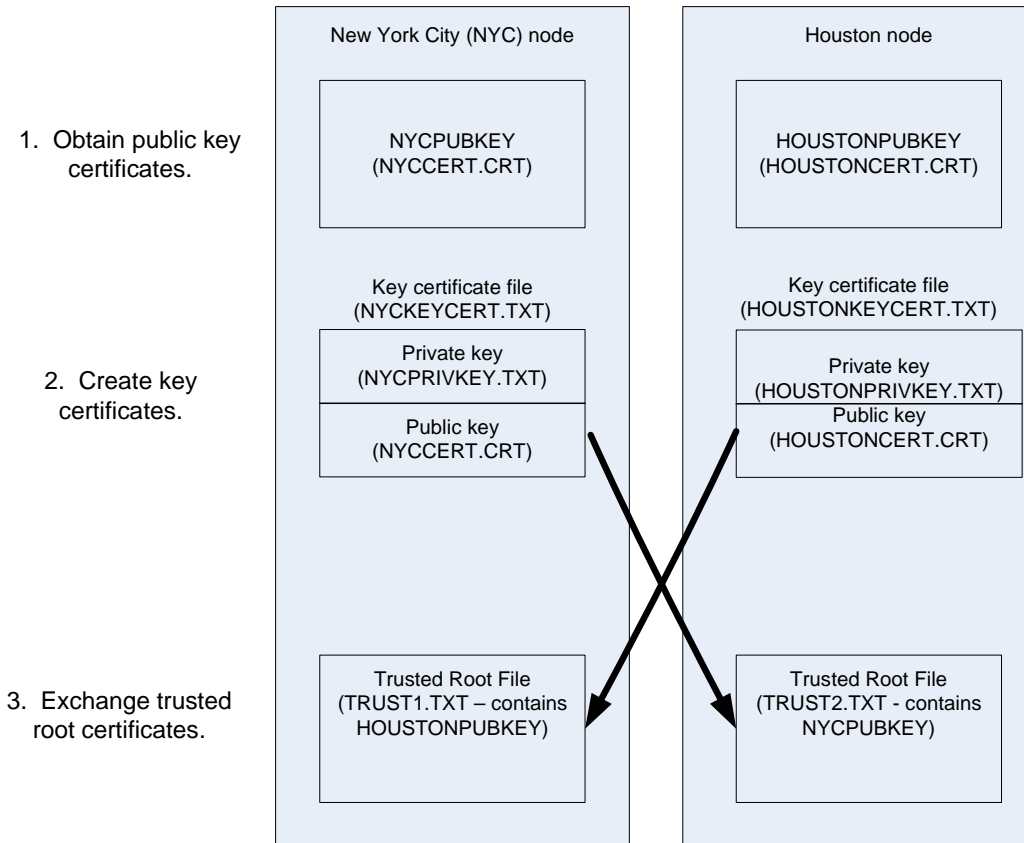 New York City (NYC) node
Houston node
1. Obtain public key
certificates.
NYCPUBKEY
(NYCCERT.CRT)
HOUSTONPUBKEY
(HOUSTONCERT.CRT)
Key certificate file
(NYCKEYCERT.TXT)
Key certificate file
(HOUSTONKEYCERT.TXT)
2. Create key
certificates.
Private key
(NYCPRIVKEY.TXT)
Public key
(NYCCERT.CRT)
Private key
(HOUSTONPRIVKEY.TXT)
Public key
(HOUSTONCERT.CRT)
3. Exchange trusted
root certificates.
Trusted Root File
(TRUST1.TXT – contains
HOUSTONPUBKEY)
Trusted Root File
(TRUST2.TXT - contains
NYCPUBKEY)